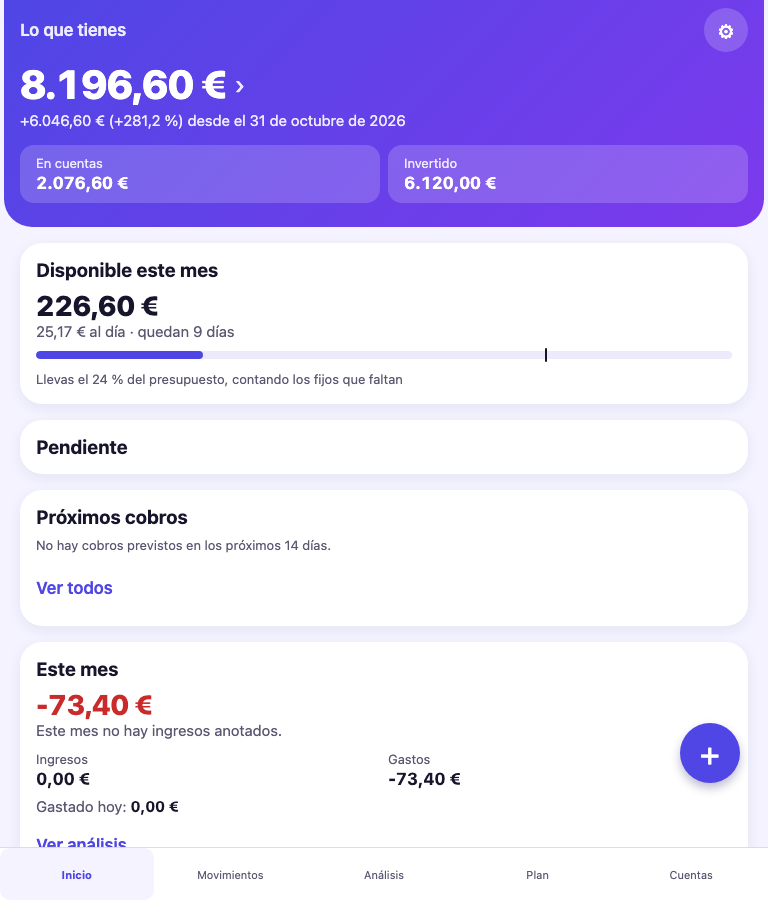 Lo que tienes
8.196,60 € ›
+6.046,60 € (+281,2 %) desde el 31 de octubre de 2026
En cuentas
2.076,60 €
Invertido
6.120,00 €
Disponible este mes
226,60 €
25,17 € al día · quedan 9 días
Llevas el 24 % del presupuesto, contando los fijos que faltan
Pendiente
Próximos cobros
No hay cobros previstos en los próximos 14 días.
Ver todos
Este mes
-73,40 €
Este mes no hay ingresos anotados.
Ingresos
0,00 €
Gastos
-73,40 €
Gastado hoy: 0,00 €
Ver análisis
+
Inicio
Movimientos
Análisis
Plan
Cuentas